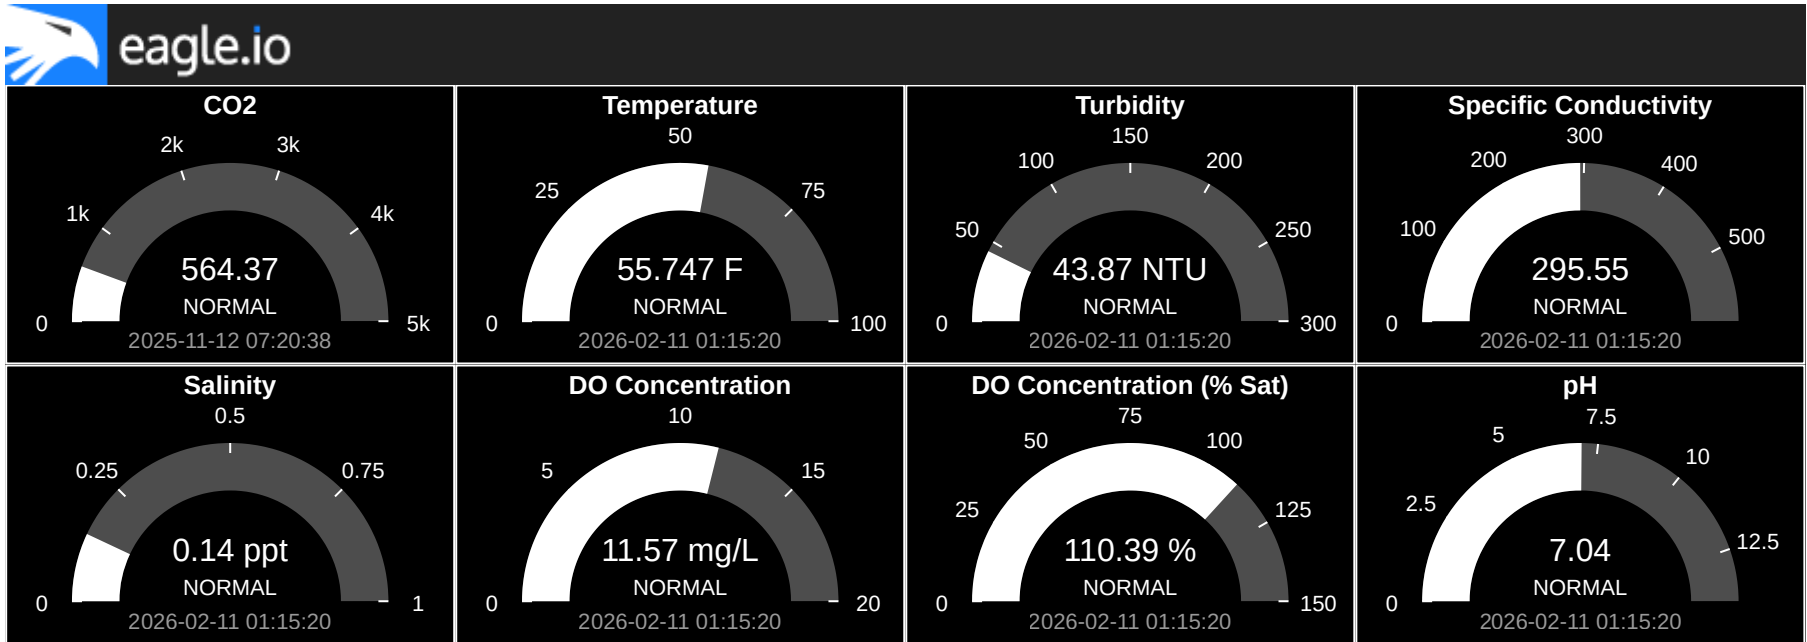 eagle.io
CO2
2k
3k
1k
4k
0
5k
564.37
NORMAL
2025-11-12 07:20:38
Temperature
50
25
75
0
100
55.747 F
NORMAL
2026-02-11 01:15:20
Turbidity
150
100
200
50
250
0
300
43.87 NTU
NORMAL
2026-02-11 01:15:20
Specific Conductivity
300
200
400
100
500
0
295.55
NORMAL
2026-02-11 01:15:20
Salinity
0.5
0.25
0.75
0
1
0.14 ppt
NORMAL
2026-02-11 01:15:20
DO Concentration
10
5
15
0
20
11.57 mg/L
NORMAL
2026-02-11 01:15:20
DO Concentration (% Sat)
75
50
100
25
125
0
150
110.39 %
NORMAL
2026-02-11 01:15:20
pH
7.5
5
10
2.5
12.5
0
7.04
NORMAL
2026-02-11 01:15:20